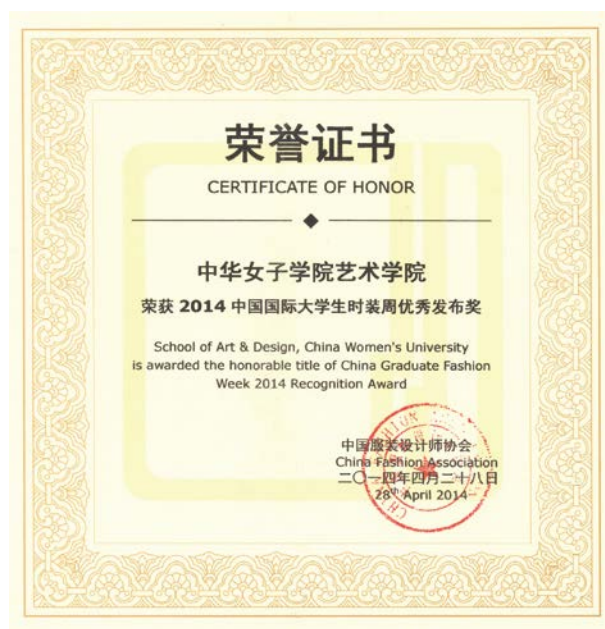 荣誉证书
CERTIFICATE OF HONOR
中华女子学院艺术学院
荣获 2014 中国国际大学生时装周优秀发布奖
School of Art & Design, China Women's University
is awarded the honorable title of China Graduate Fashion
Week 2014 Recognition Award
中国服装设计师协会
China Fashion Association
二〇一四年四月二十八日
28th April 2014